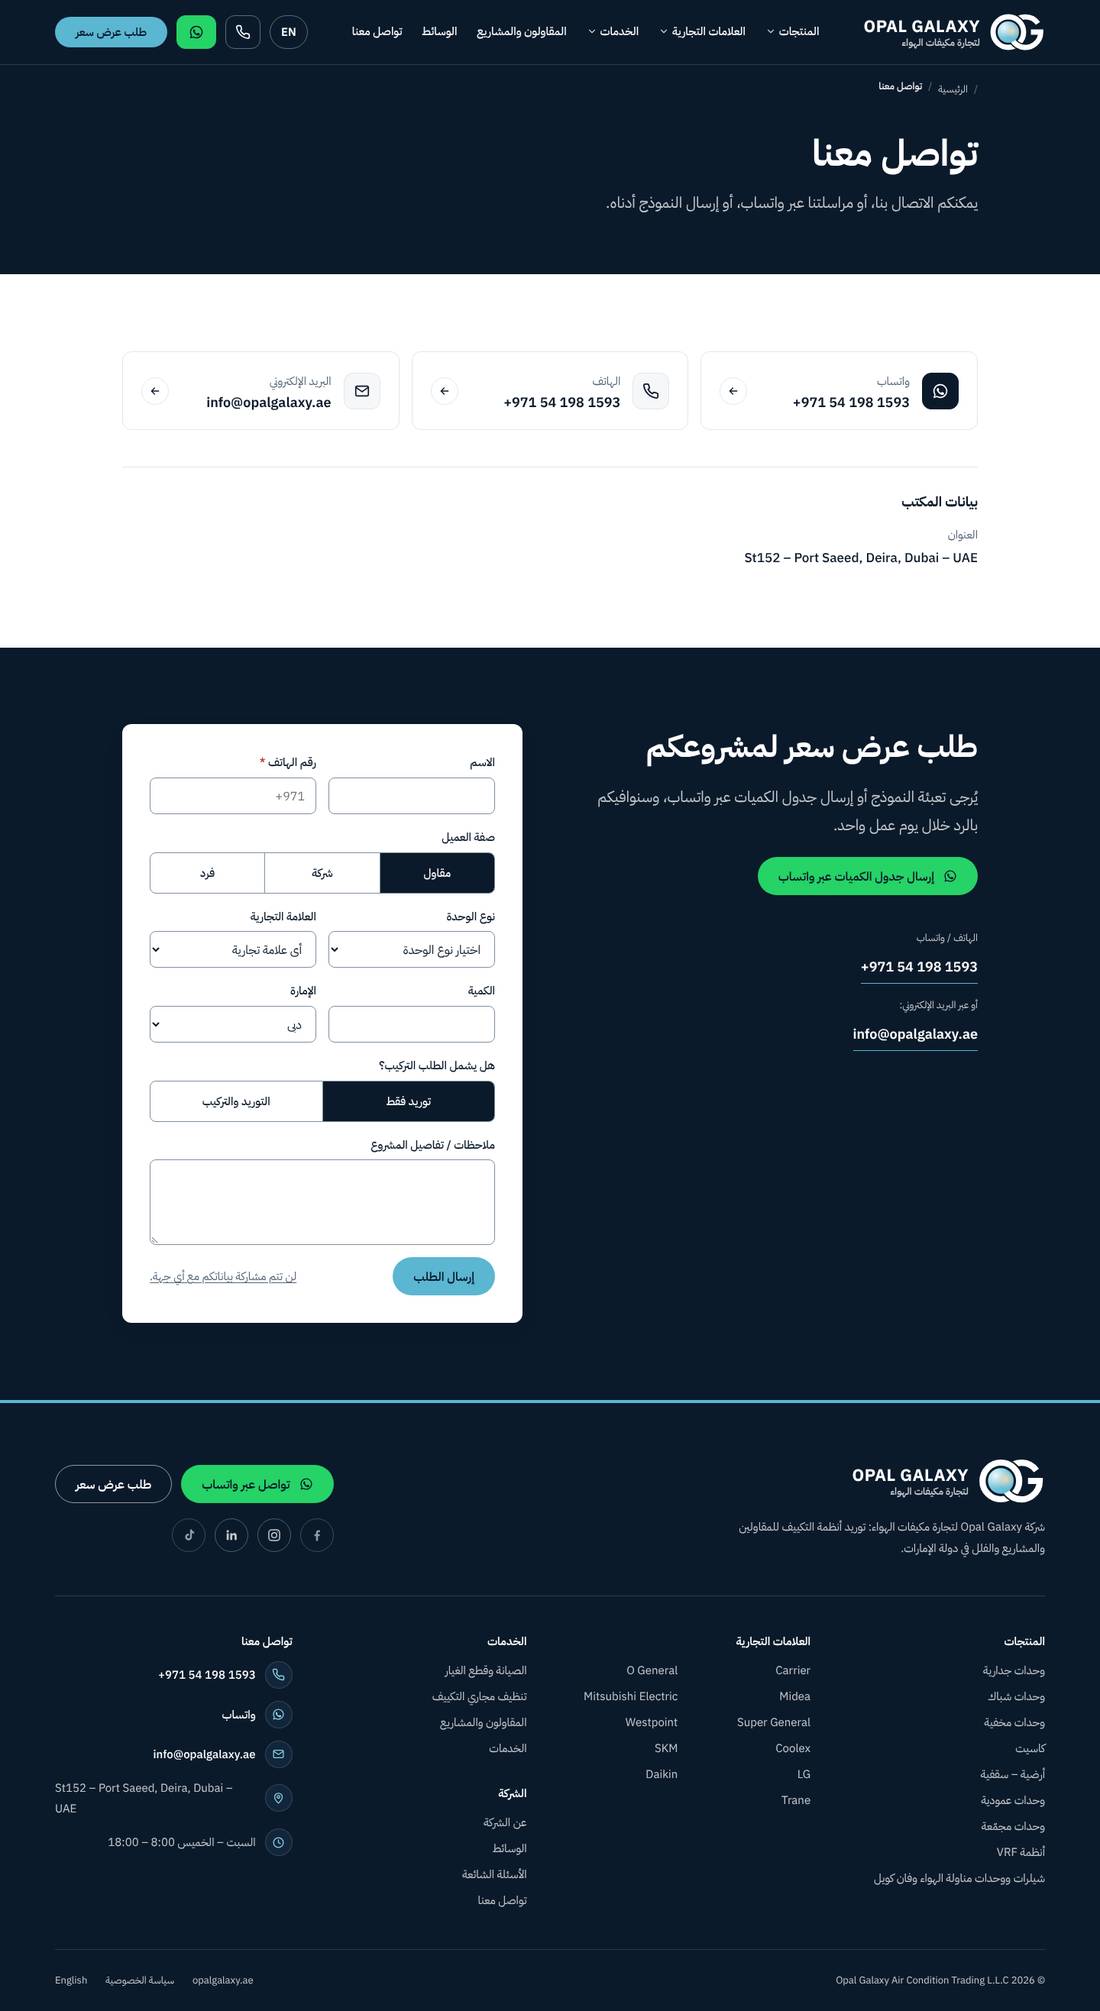 OPAL GALAXY
لتجارة مكيفات الهواء
المنتجات
العلامات التجارية
الخدمات
المقاولون والمشاريع
الوسائط
تواصل معنا
EN
طلب عرض سعر
/ الرئيسية / تواصل معنا
تواصل معنا
يمكنكم الاتصال بنا، أو مراسلتنا عبر واتساب، أو إرسال النموذج أدناه.
واتساب
+971 54 198 1593
الهاتف
+971 54 198 1593
البريد الإلكتروني
info@opalgalaxy.ae
بيانات المكتب
العنوان
St152 – Port Saeed, Deira, Dubai – UAE
طلب عرض سعر لمشروعكم
يُرجى تعبئة النموذج أو إرسال جدول الكميات عبر واتساب، وسنوافيكم
بالرد خلال يوم عمل واحد.
إرسال جدول الكميات عبر واتساب
الهاتف / واتساب
+971 54 198 1593
أو عبر البريد الإلكتروني:
info@opalgalaxy.ae
الاسم
رقم الهاتف *
+971
صفة العميل
مقاول
شركة
فرد
نوع الوحدة
العلامة التجارية
اختيار نوع الوحدة
أي علامة تجارية
الكمية
الإمارة
دبي
هل يشمل الطلب التركيب؟
توريد فقط
التوريد والتركيب
ملاحظات / تفاصيل المشروع
إرسال الطلب
لن تتم مشاركة بياناتكم مع أي جهة.
OPAL GALAXY
لتجارة مكيفات الهواء
شركة Opal Galaxy لتجارة مكيفات الهواء: توريد أنظمة التكييف للمقاولين
والمشاريع والفلل في دولة الإمارات.
تواصل عبر واتساب
طلب عرض سعر
المنتجات
وحدات جدارية
وحدات شباك
وحدات مخفية
كاسيت
أرضية – سقفية
وحدات عمودية
وحدات مجمّعة
أنظمة VRF
شيلرات ووحدات مناولة الهواء وفان كويل
العلامات التجارية
Carrier
Midea
Super General
Coolex
LG
Trane
O General
Mitsubishi Electric
Westpoint
SKM
Daikin
الخدمات
الصيانة وقطع الغيار
تنظيف مجاري التكييف
المقاولون والمشاريع
الخدمات
الشركة
عن الشركة
الوسائط
الأسئلة الشائعة
تواصل معنا
تواصل معنا
+971 54 198 1593
واتساب
info@opalgalaxy.ae
St152 – Port Saeed, Deira, Dubai –
UAE
السبت – الخميس 8:00 – 18:00
Opal Galaxy Air Condition Trading L.L.C 2026 ©
opalgalaxy.ae
سياسة الخصوصية
English